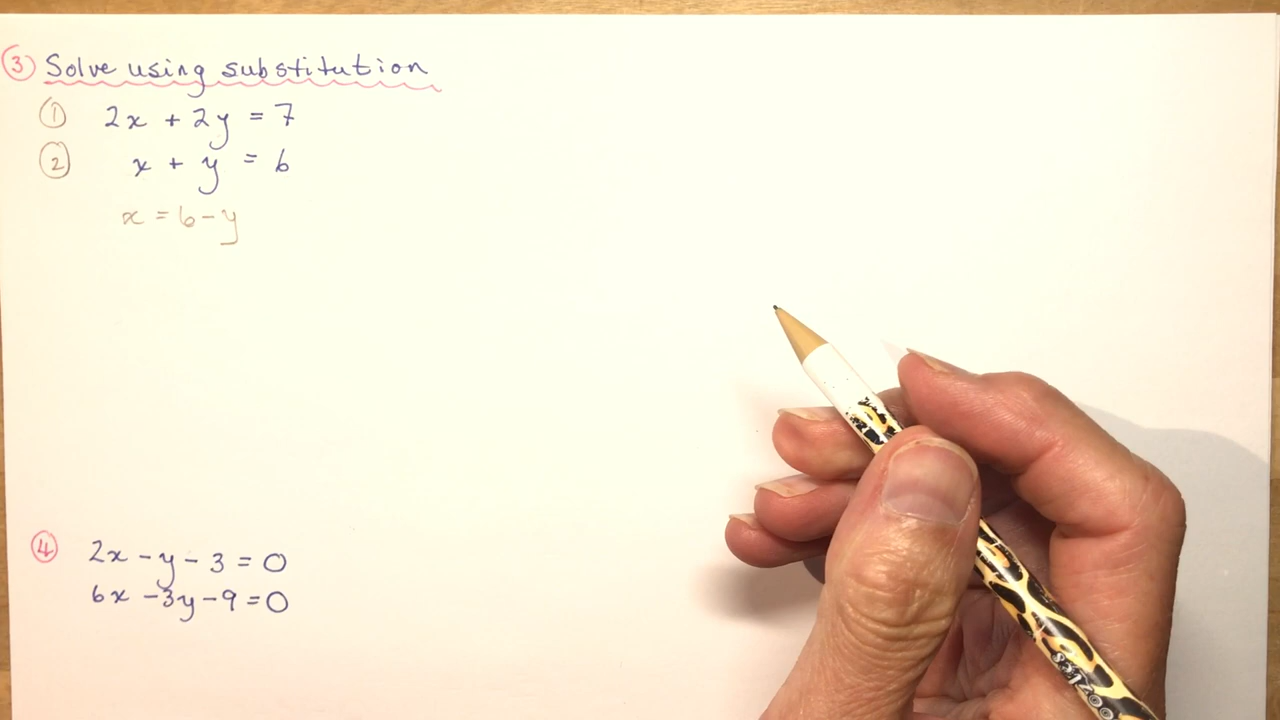 ③ Solve using substitution
① 2x + 2y = 7
② x + y = 6
x = 6 - y
④ 2x - y - 3 = 0
6x - 3y - 9 = 0